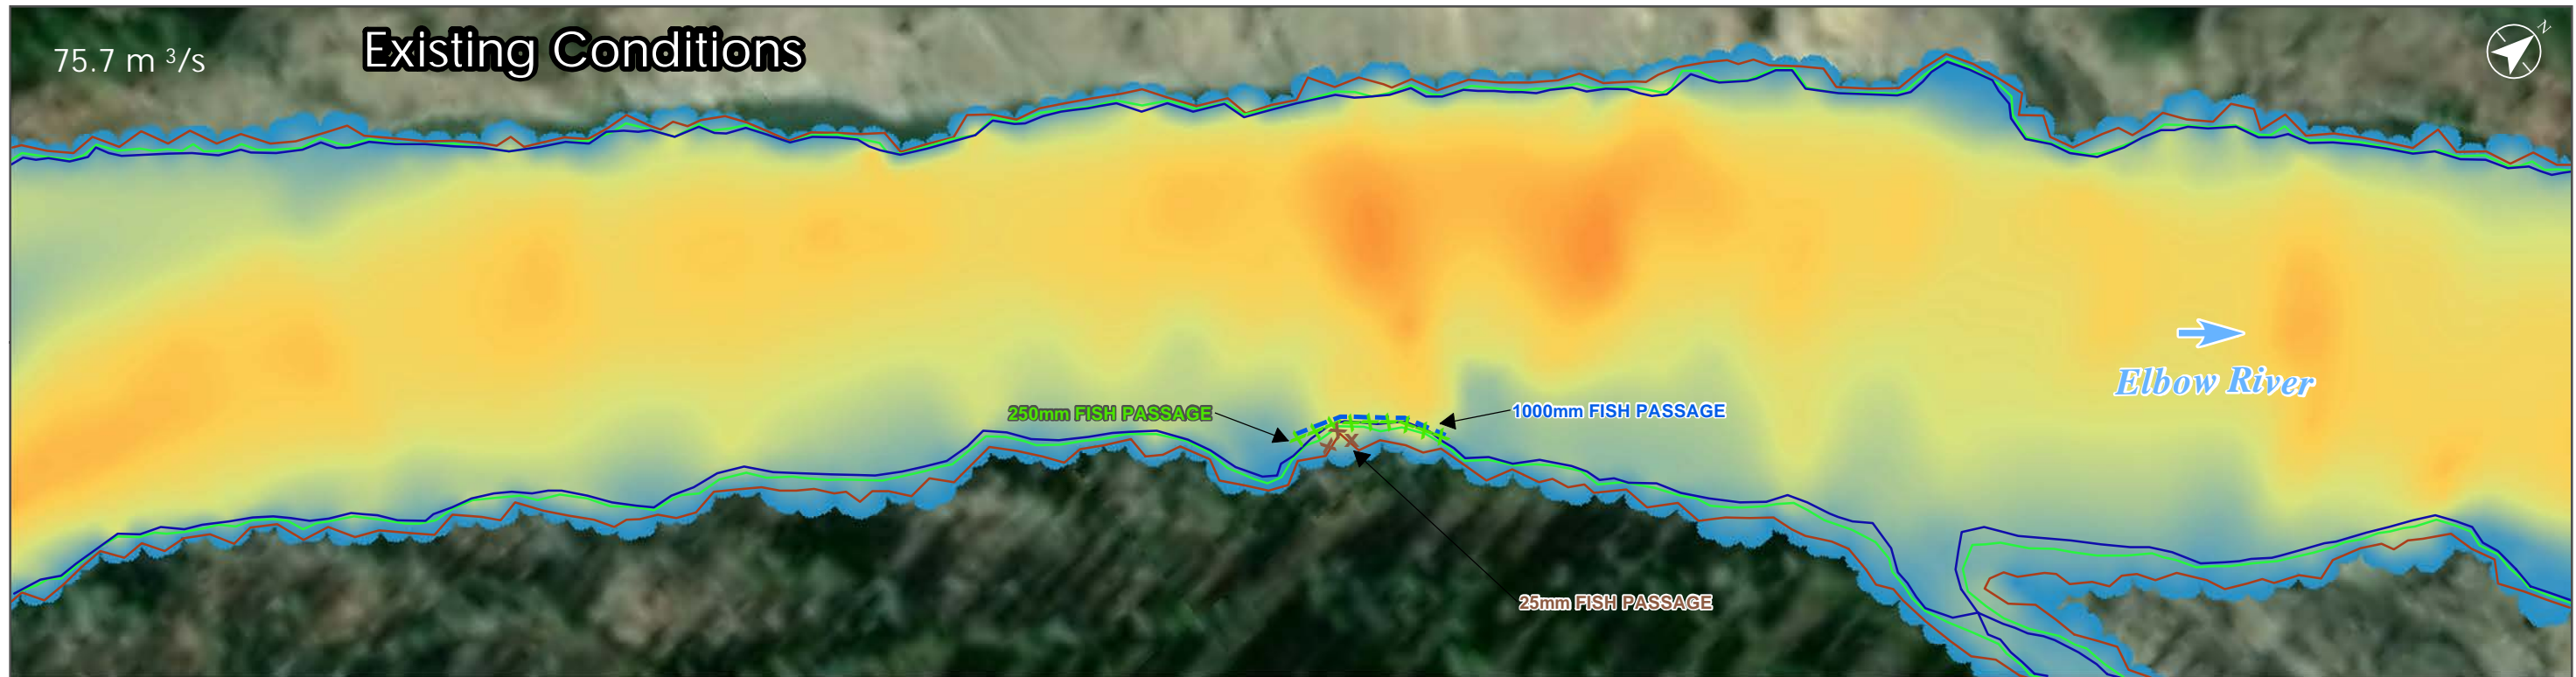 Existing Conditions
75.7 m ³/s
N
250mm FISH PASSAGE
1000mm FISH PASSAGE
Elbow River
25mm FISH PASSAGE